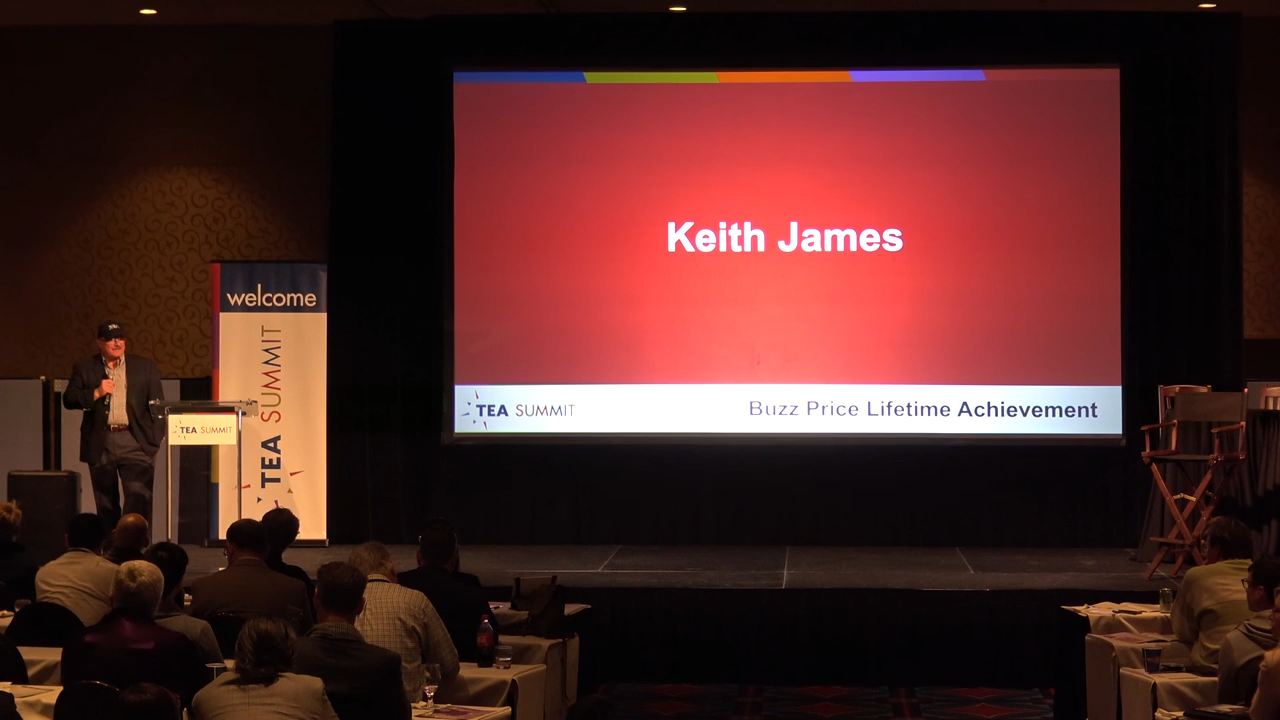 Keith James
TEA SUMMIT
Buzz Price Lifetime Achievement
welcome
TEA SUMMIT
TEA SUMMIT